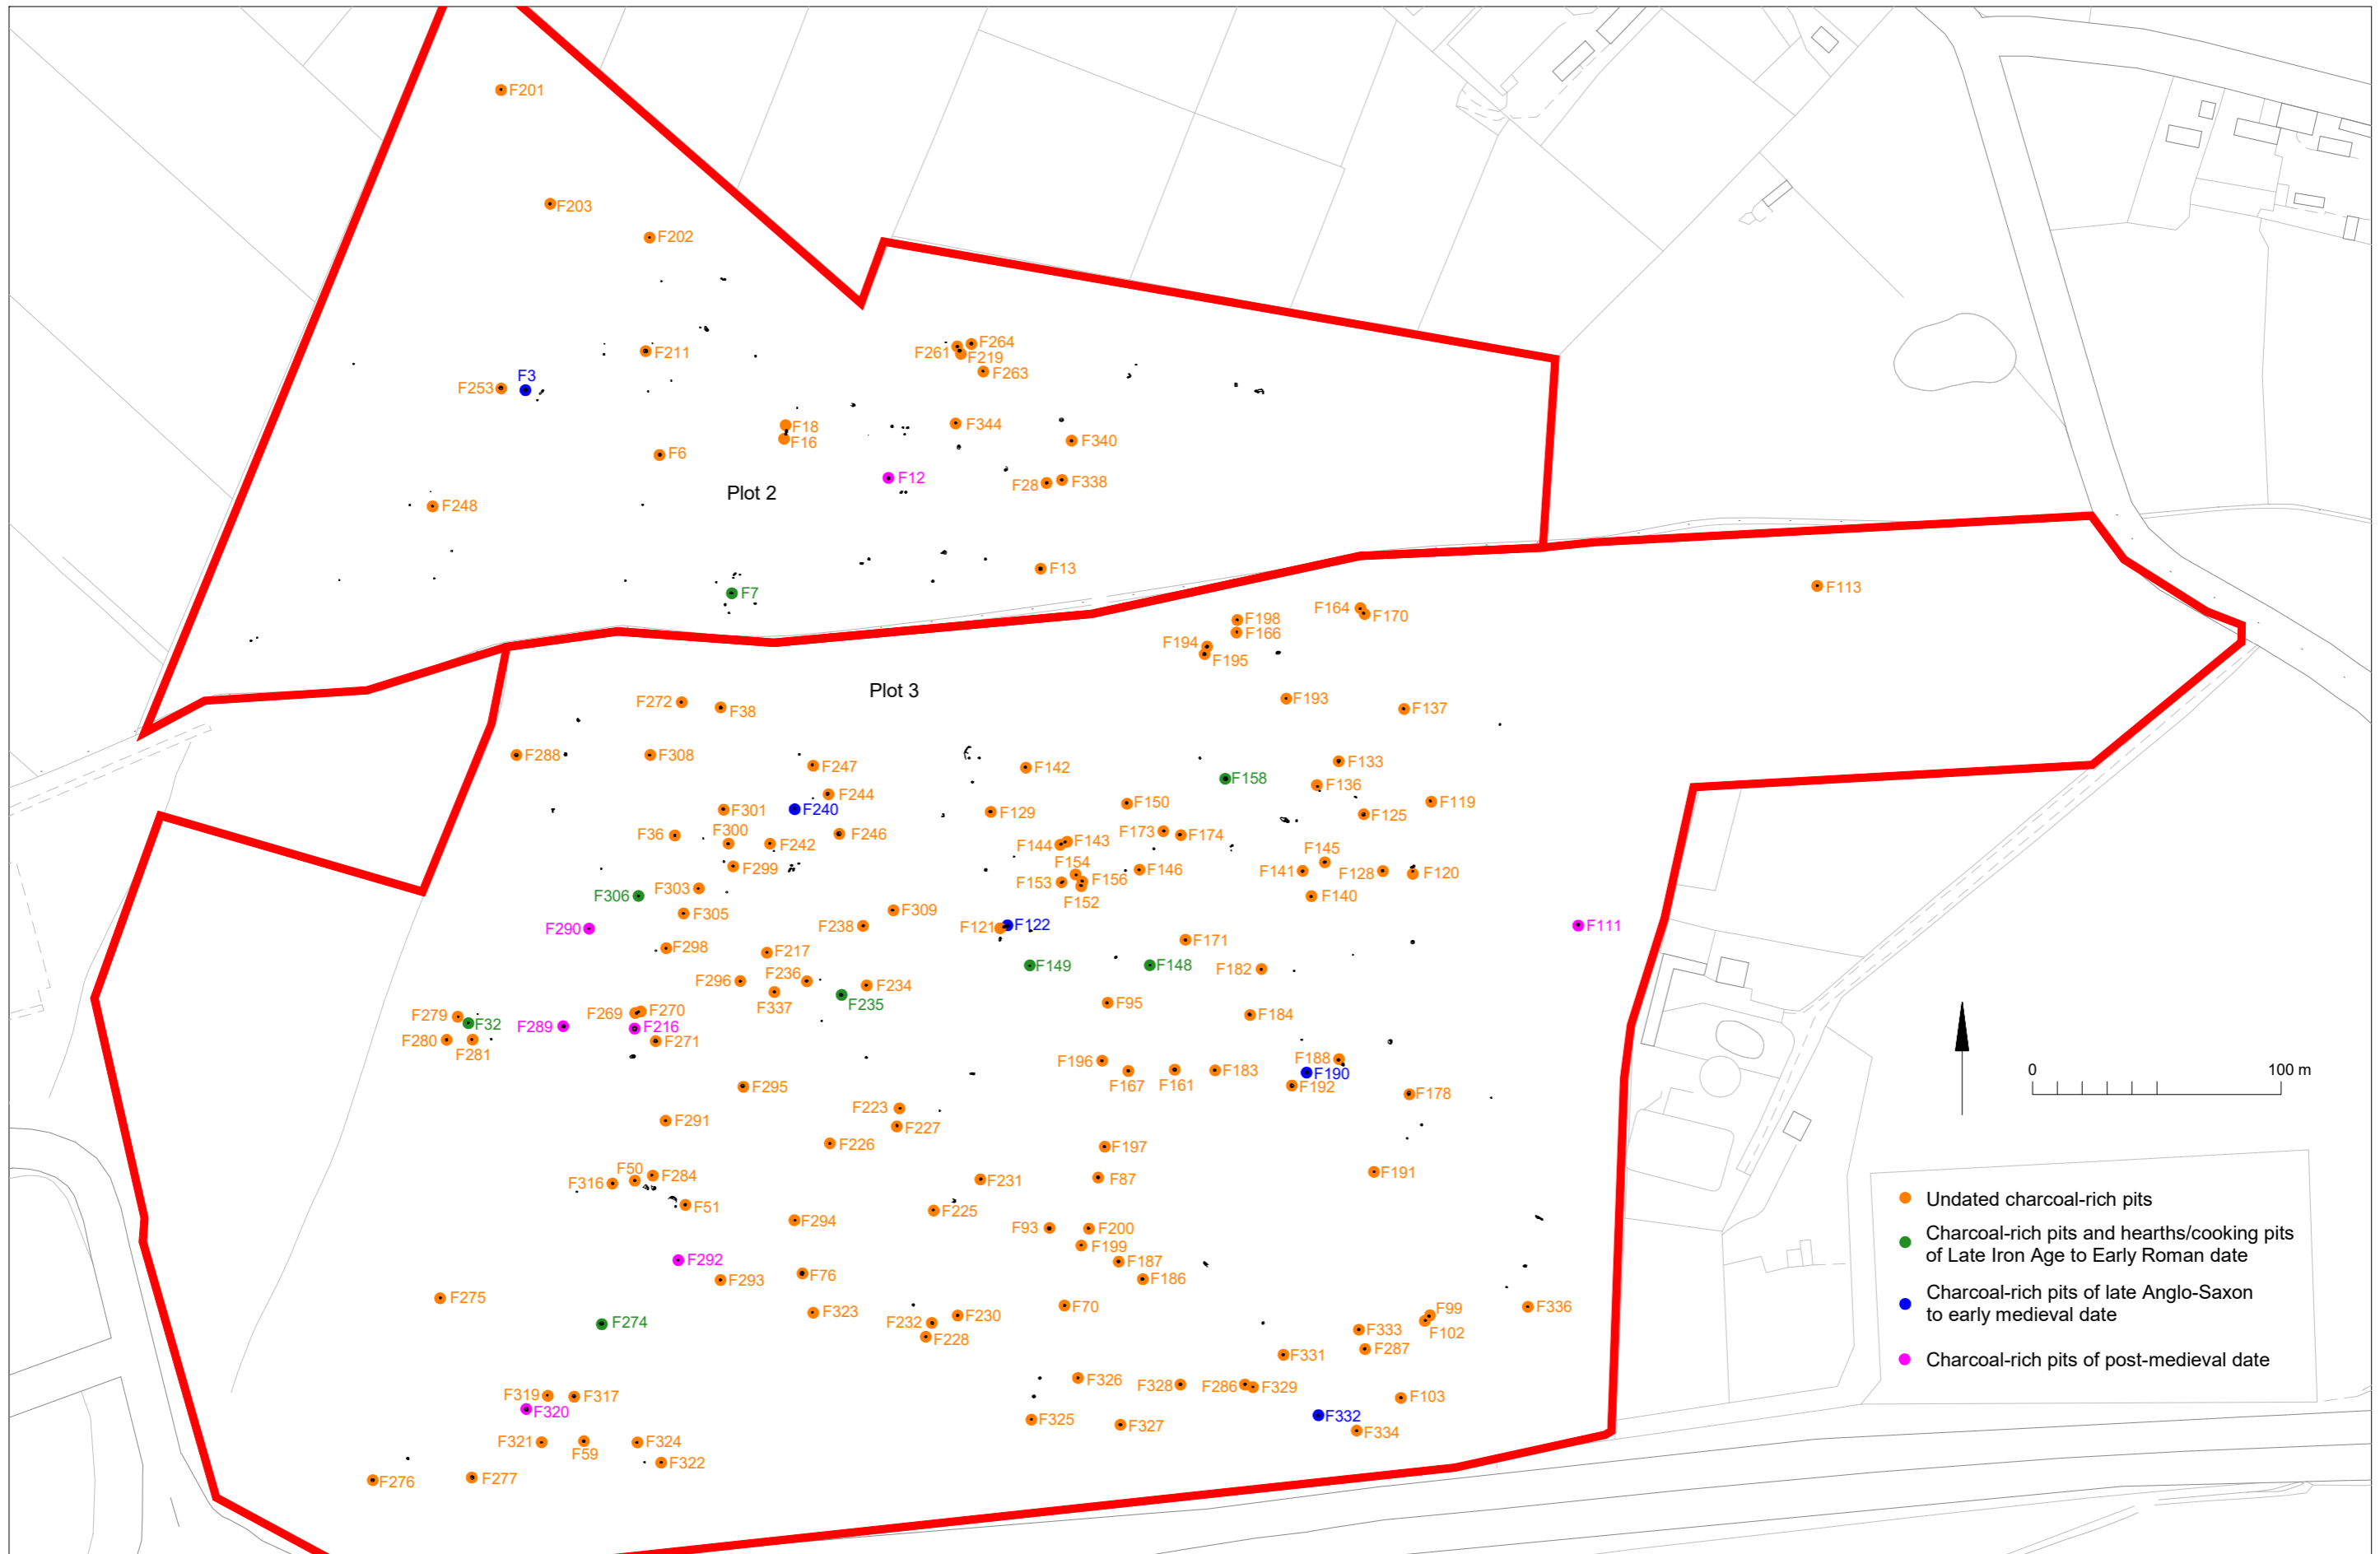 F201
F203
F202
F211
F264
F261
F219
F263
F3
F253
F18
F16
F344
F340
F6
F12
F338
F28
Plot 2
F248
F13
F7
F113
F164
F170
F198
F166
F194
F195
Plot 3
F193
F137
F272
F38
F288
F308
F247
F142
F133
F158
F136
F244
F301
F240
F129
F150
F119
F125
F36
F300
F242
F246
F144
F143
F173
F174
F299
F154
F145
F146
F141
F128
F120
F153
F156
F303
F306
F152
F140
F305
F309
F290
F238
F121
F122
F111
F171
F298
F217
F149
F148
F182
F296
F236
F234
F337
F235
F95
F279
F32
F269
F270
F184
F289
F216
F280
F281
F271
F196
F188
F167
F161
F183
F190
F192
F295
F178
0
100 m
F223
F291
F227
F226
F197
F50
F284
F316
F231
F87
F191
F51
F225
F294
F93
F200
F199
F292
F187
F293
F76
F186
F275
F70
F336
F323
F230
F99
F274
F232
F333
F102
F228
F287
F331
F326
F328
F286
F329
F319
F317
F103
F320
F325
F327
F332
F334
F321
F59
F324
F322
F276
F277
Undated charcoal-rich pits
Charcoal-rich pits and hearths/cooking pits
of Late Iron Age to Early Roman date
Charcoal-rich pits of late Anglo-Saxon
to early medieval date
Charcoal-rich pits of post-medieval date